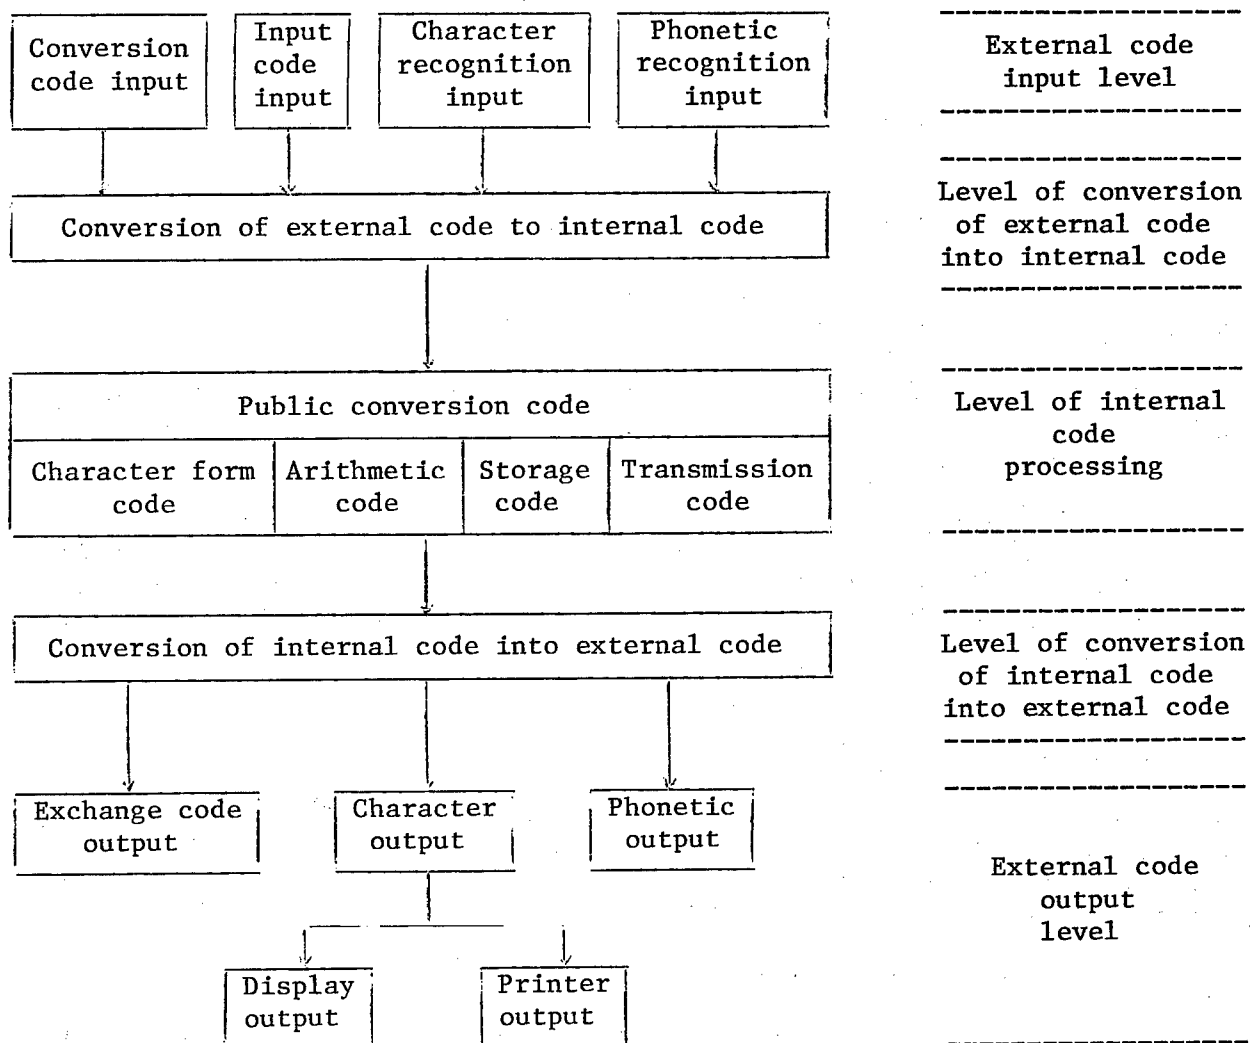 Conversion
code input
Input
code
input
Character
recognition
input
Phonetic
recognition
input
External code
input level
Conversion of external code to internal code
Level of conversion
of external code
into internal code
Public conversion code
Character form
code
Arithmetic
code
Storage
code
Transmission
code
Level of internal
code
processing
Conversion of internal code into external code
Level of conversion
of internal code
into external code
Exchange code
output
Character
output
Phonetic
output
External code
output
level
Display
output
Printer
output